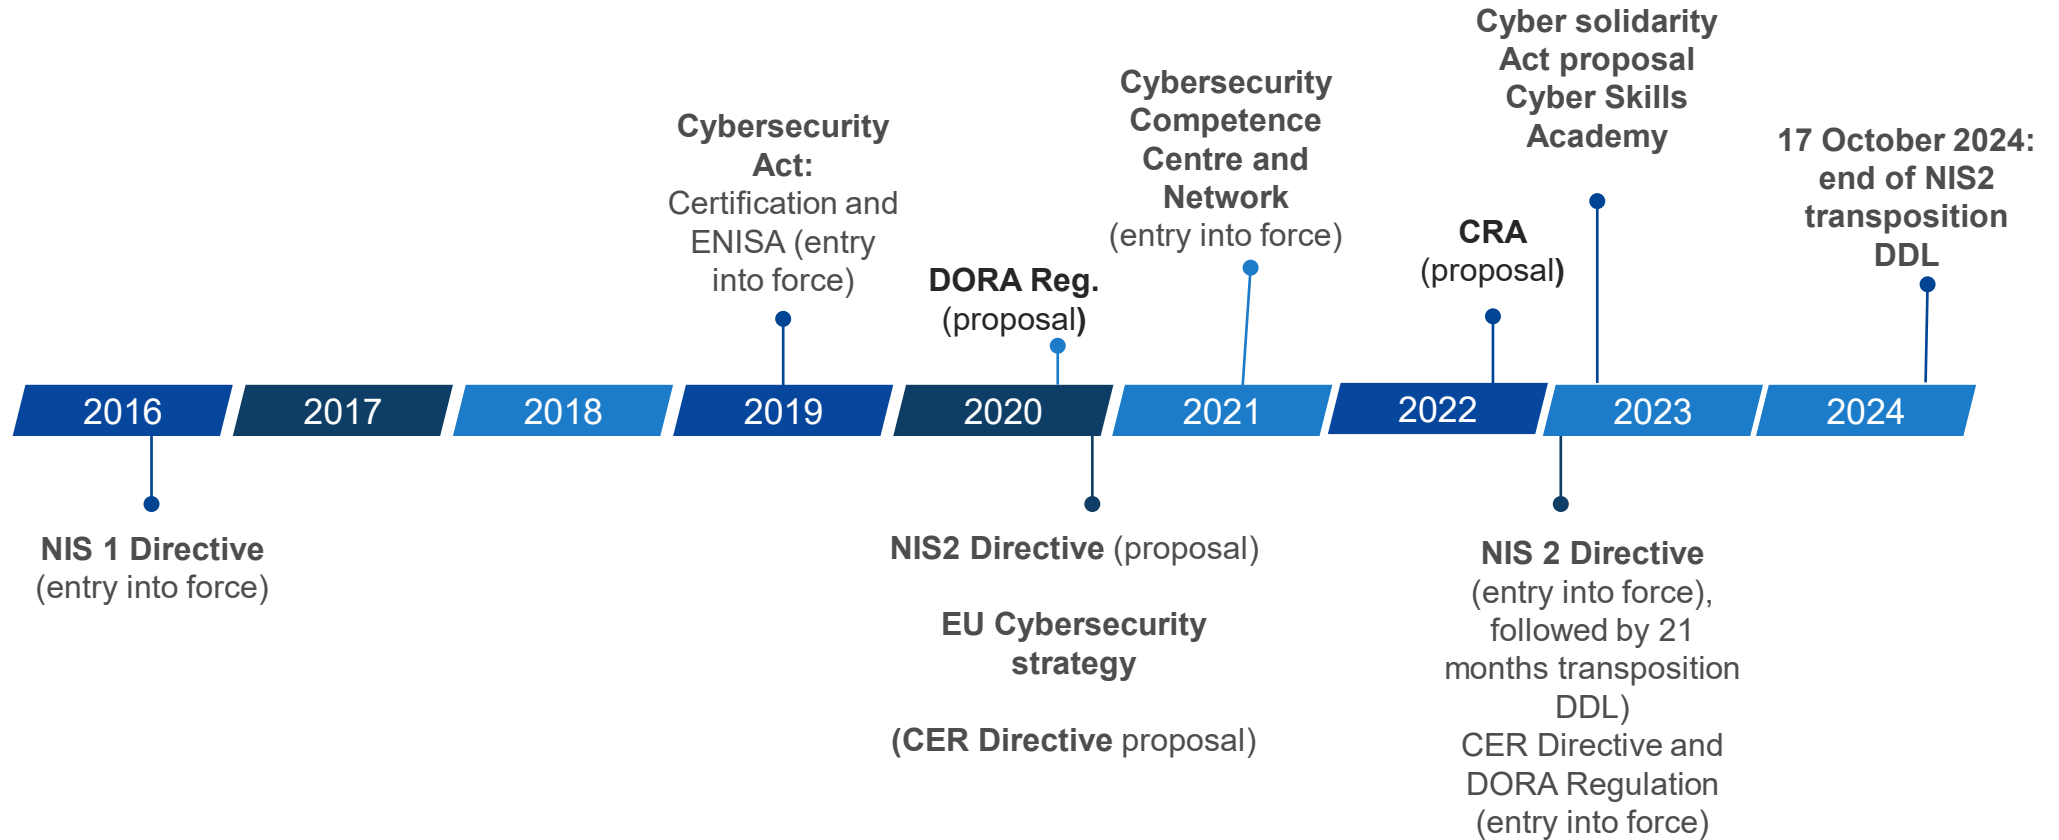 Cyber solidarity
Act proposal
Cyber Skills
Academy
Cybersecurity
Competence
Centre and
Network
(entry into force)
Cybersecurity
Act:
Certification and
ENISA (entry
into force)
17 October 2024:
end of NIS2
transposition
DDL
CRA
(proposal)
DORA Reg.
(proposal)
2016
2017
2018
2019
2020
2021
2022
2023
2024
NIS 1 Directive
(entry into force)
NIS2 Directive (proposal)
EU Cybersecurity
strategy
(CER Directive proposal)
NIS 2 Directive
(entry into force),
followed by 21
months transposition
DDL)
CER Directive and
DORA Regulation
(entry into force)